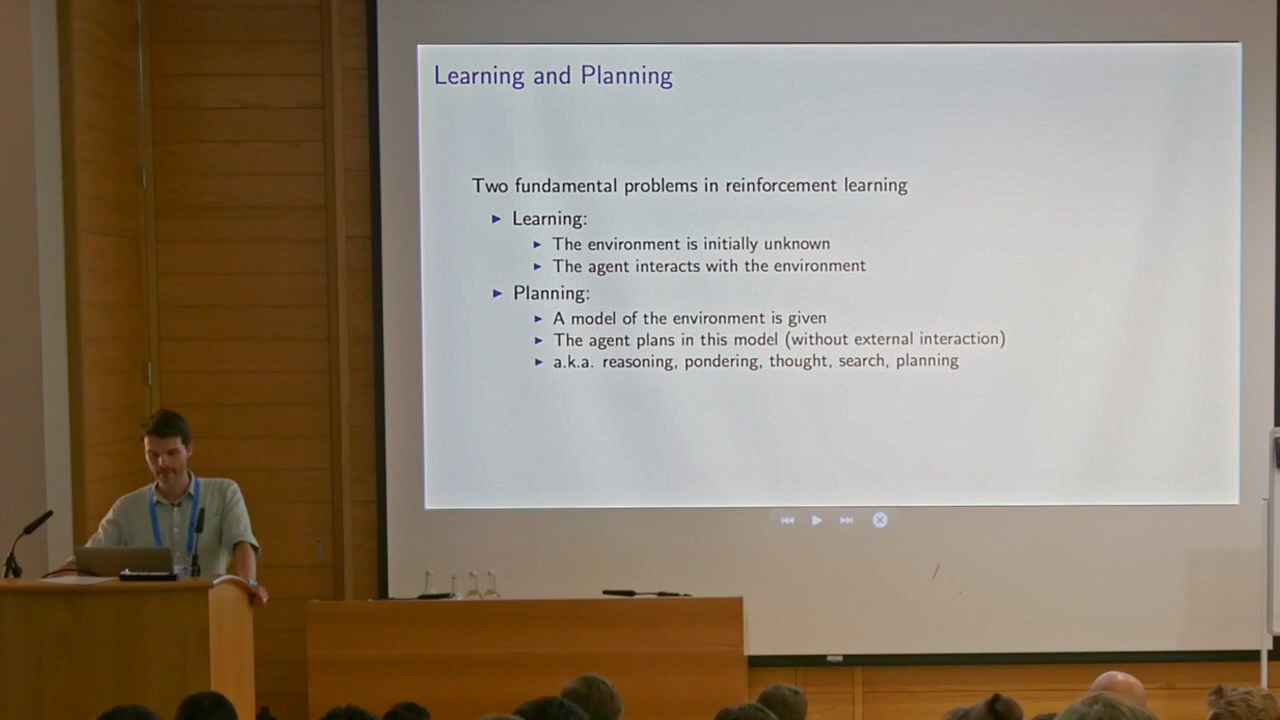 Learning and Planning
Two fundamental problems in reinforcement learning
▶ Learning:
▶ The environment is initially unknown
▶ The agent interacts with the environment
▶ Planning:
▶ A model of the environment is given
▶ The agent plans in this model (without external interaction)
▶ a.k.a. reasoning, pondering, thought, search, planning